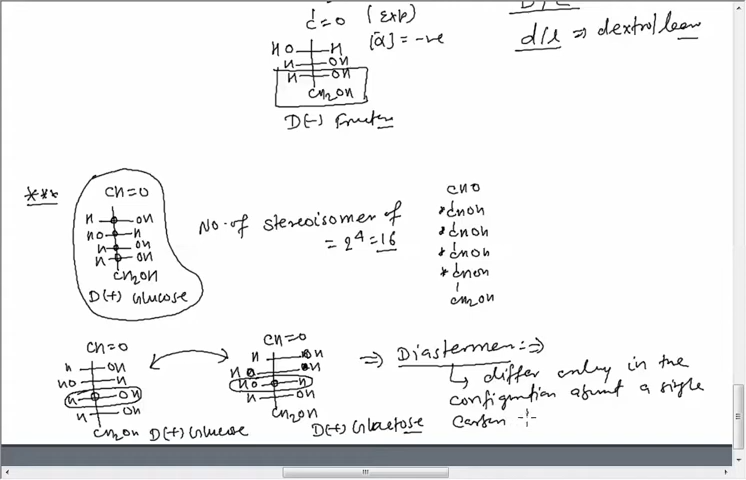 C=O (Exp)
[α] = -ve
d/l => dextro/leavo
HO H
H OH
H OH
CH2OH
D(-) Fructose
***
CH=O
H OH
HO H
H OH
H OH
CH2OH
D(+) Glucose
No. of stereoisomer of
= 2^4 = 16
CHO
*CHOH
*CHOH
*CHOH
*CHOH
CH2OH
CH=O
H OH
HO H
H OH
H OH
CH2OH D(+) Glucose
CH=O
H OH
HO H
HO H
H OH
CH2OH
D(+) Galactose
=> Diastermer :=>
differ only in the
configuration about a single
carbon